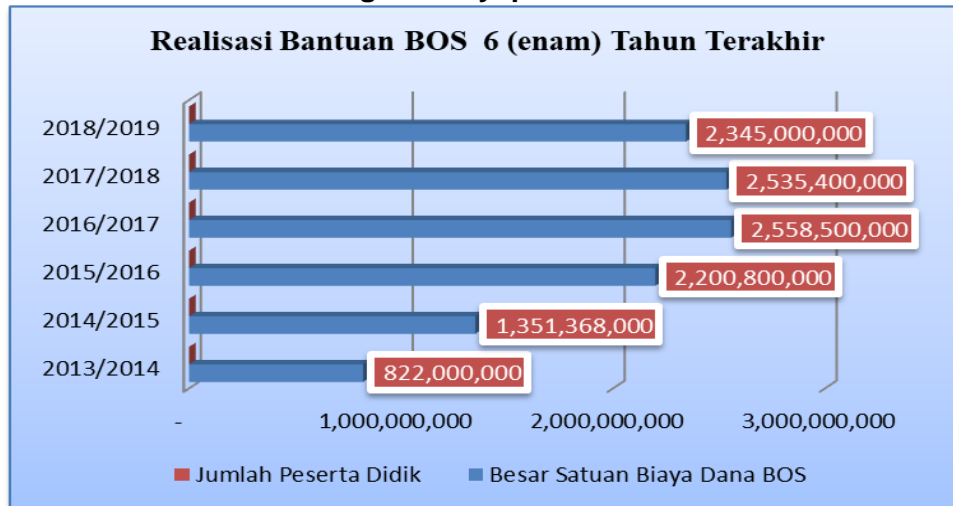 Realisasi Bantuan BOS 6 (enam) Tahun Terakhir
2018/2019 2,345,000,000
2017/2018 2,535,400,000
2016/2017 2,558,500,000
2015/2016 2,200,800,000
2014/2015 1,351,368,000
2013/2014 822,000,000
- 1,000,000,000 2,000,000,000 3,000,000,000
Jumlah Peserta Didik Besar Satuan Biaya Dana BOS